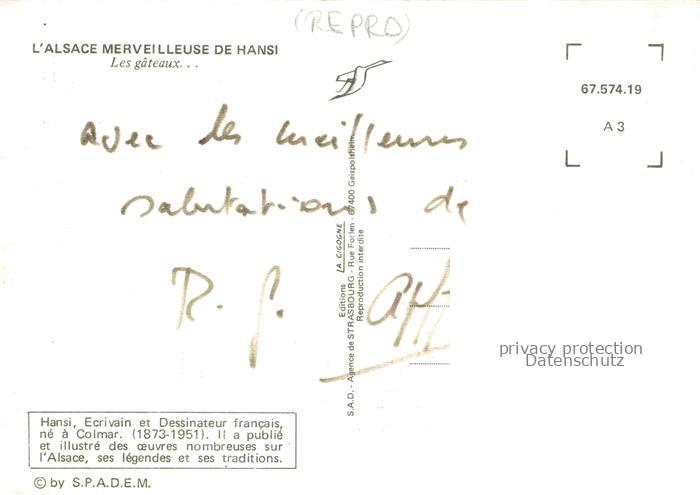 (REPRO)
L'ALSACE MERVEILLEUSE DE HANSI
Les gâteaux. . .
67.574.19
A 3
avec les meilleures
salutations de
R. J.
Editions LA CIGOGNE
S.A.D. - Agence de STRASBOURG - Rue Forlen - 67400 Geispolsheim
Reproduction interdite
privacy protection
Datenschutz
Hansi, Ecrivain et Dessinateur français,
né à Colmar. (1873-1951). Il a publié
et illustré des œuvres nombreuses sur
l'Alsace, ses légendes et ses traditions.
© by S.P.A.D.E.M.